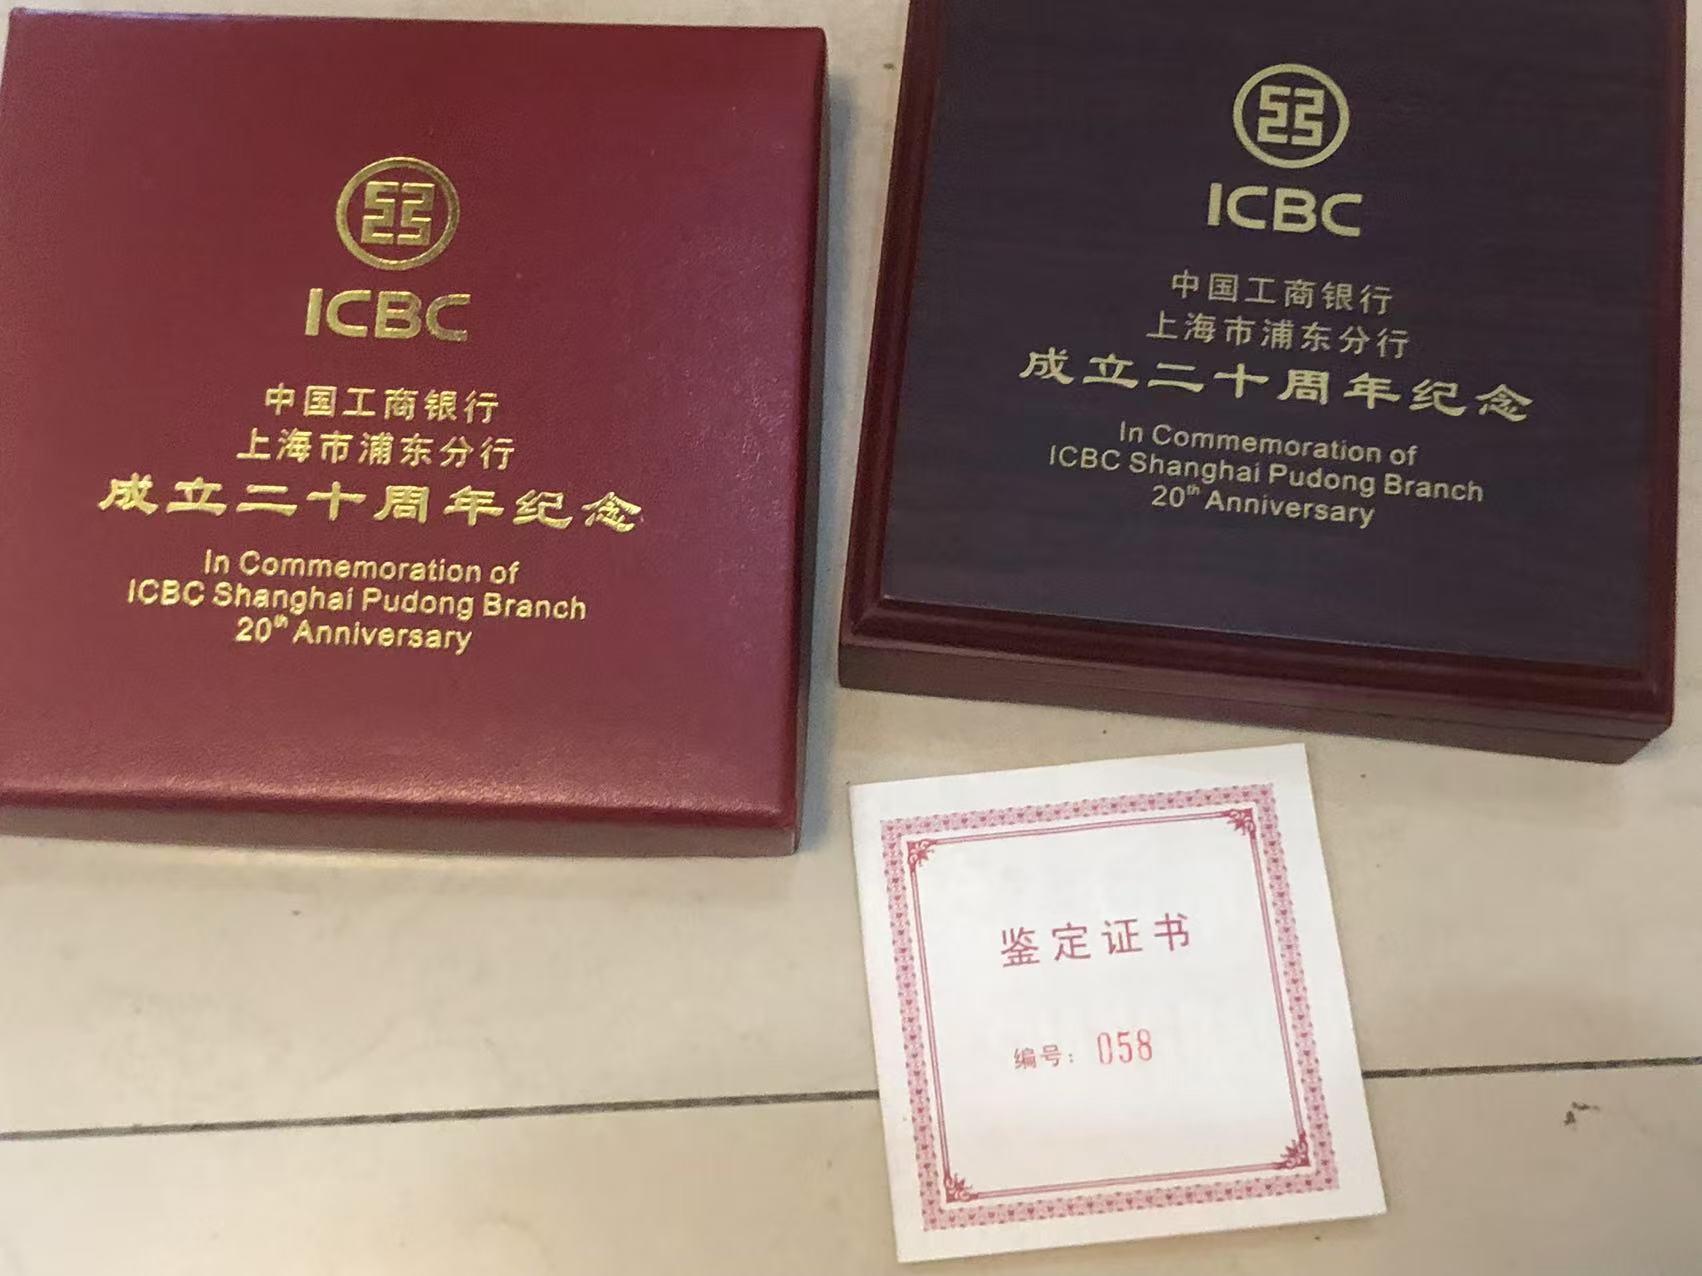 ICBC
中国工商银行
上海市浦东分行
成立二十周年纪念
In Commemoration of
ICBC Shanghai Pudong Branch
20th Anniversary
ICBC
中国工商银行
上海市浦东分行
成立二十周年纪念
In Commemoration of
ICBC Shanghai Pudong Branch
20th Anniversary
鉴定证书
编号：058